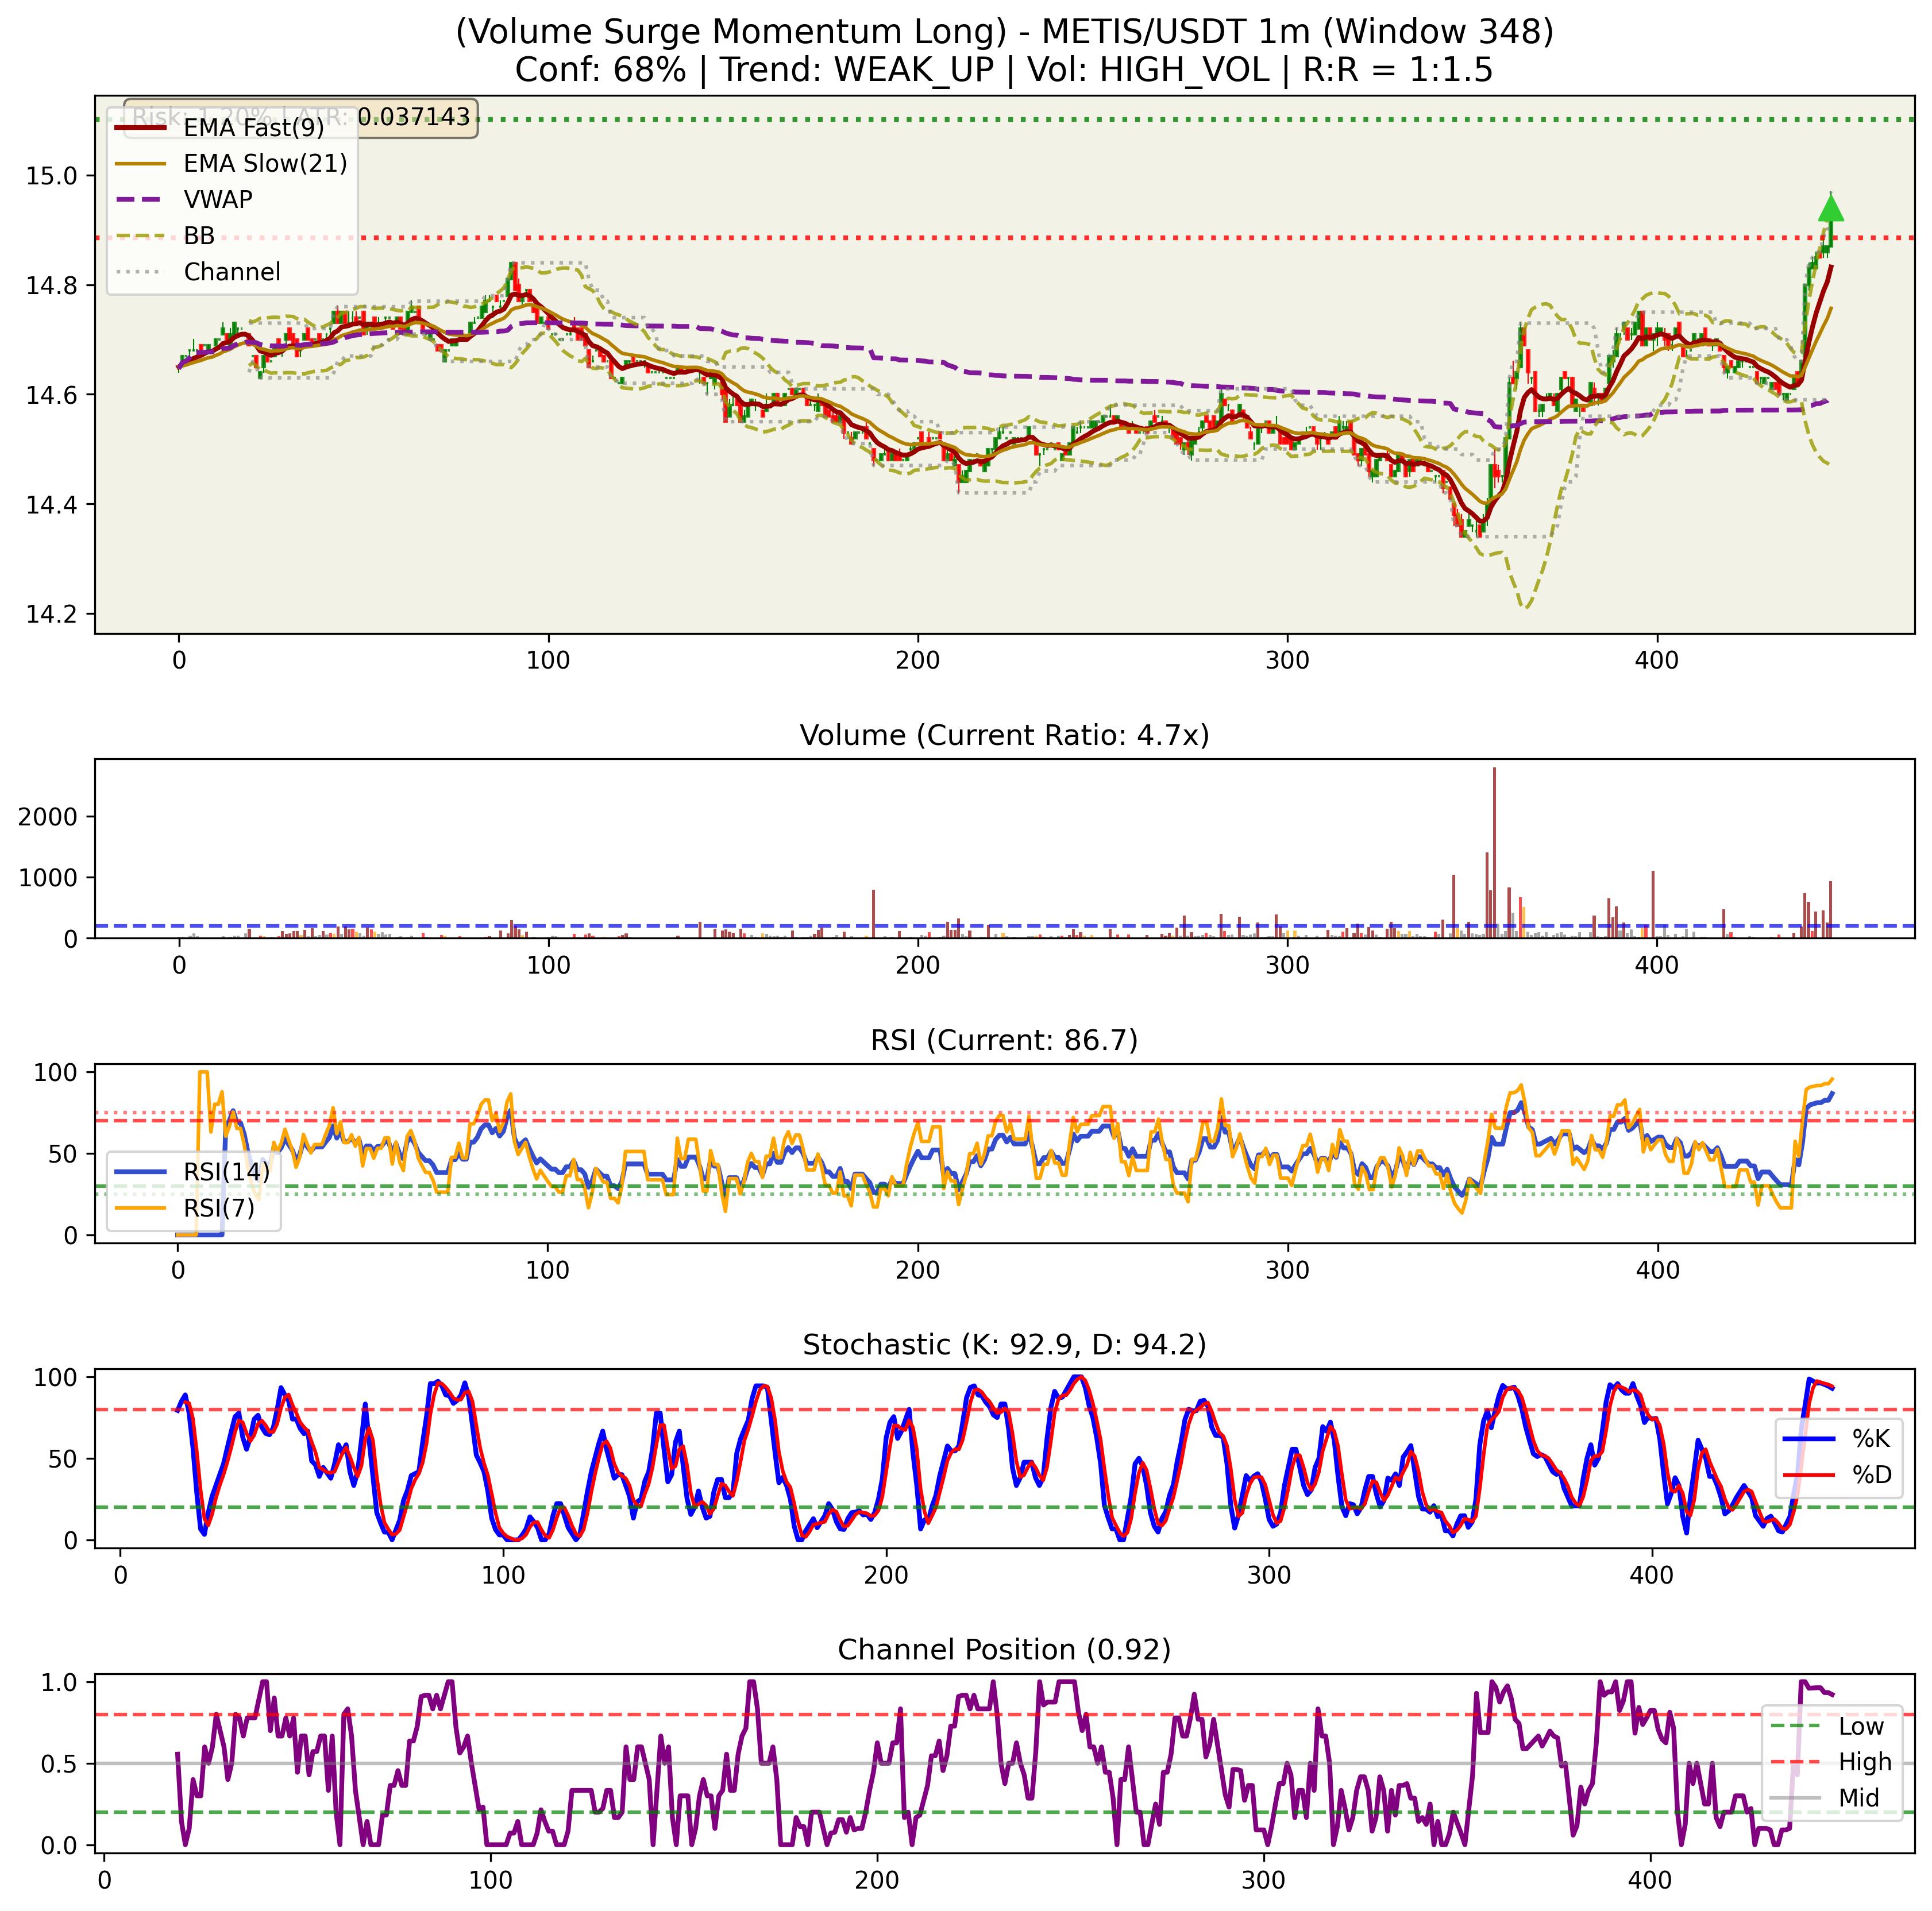 (Volume Surge Momentum Long) - METIS/USDT 1m (Window 348)
Conf: 68% | Trend: WEAK_UP | Vol: HIGH_VOL | R:R = 1:1.5
Risk: 1.20% | ATR: 0.037143
EMA Fast(9)
EMA Slow(21)
VWAP
BB
Channel
15.0
14.8
14.6
14.4
14.2
0 100 200 300 400
Volume (Current Ratio: 4.7x)
2000
1000
0
0 100 200 300 400
RSI (Current: 86.7)
100
50
0
RSI(14)
RSI(7)
0 100 200 300 400
Stochastic (K: 92.9, D: 94.2)
100
50
0
%K
%D
0 100 200 300 400
Channel Position (0.92)
1.0
0.5
0.0
Low
High
Mid
0 100 200 300 400